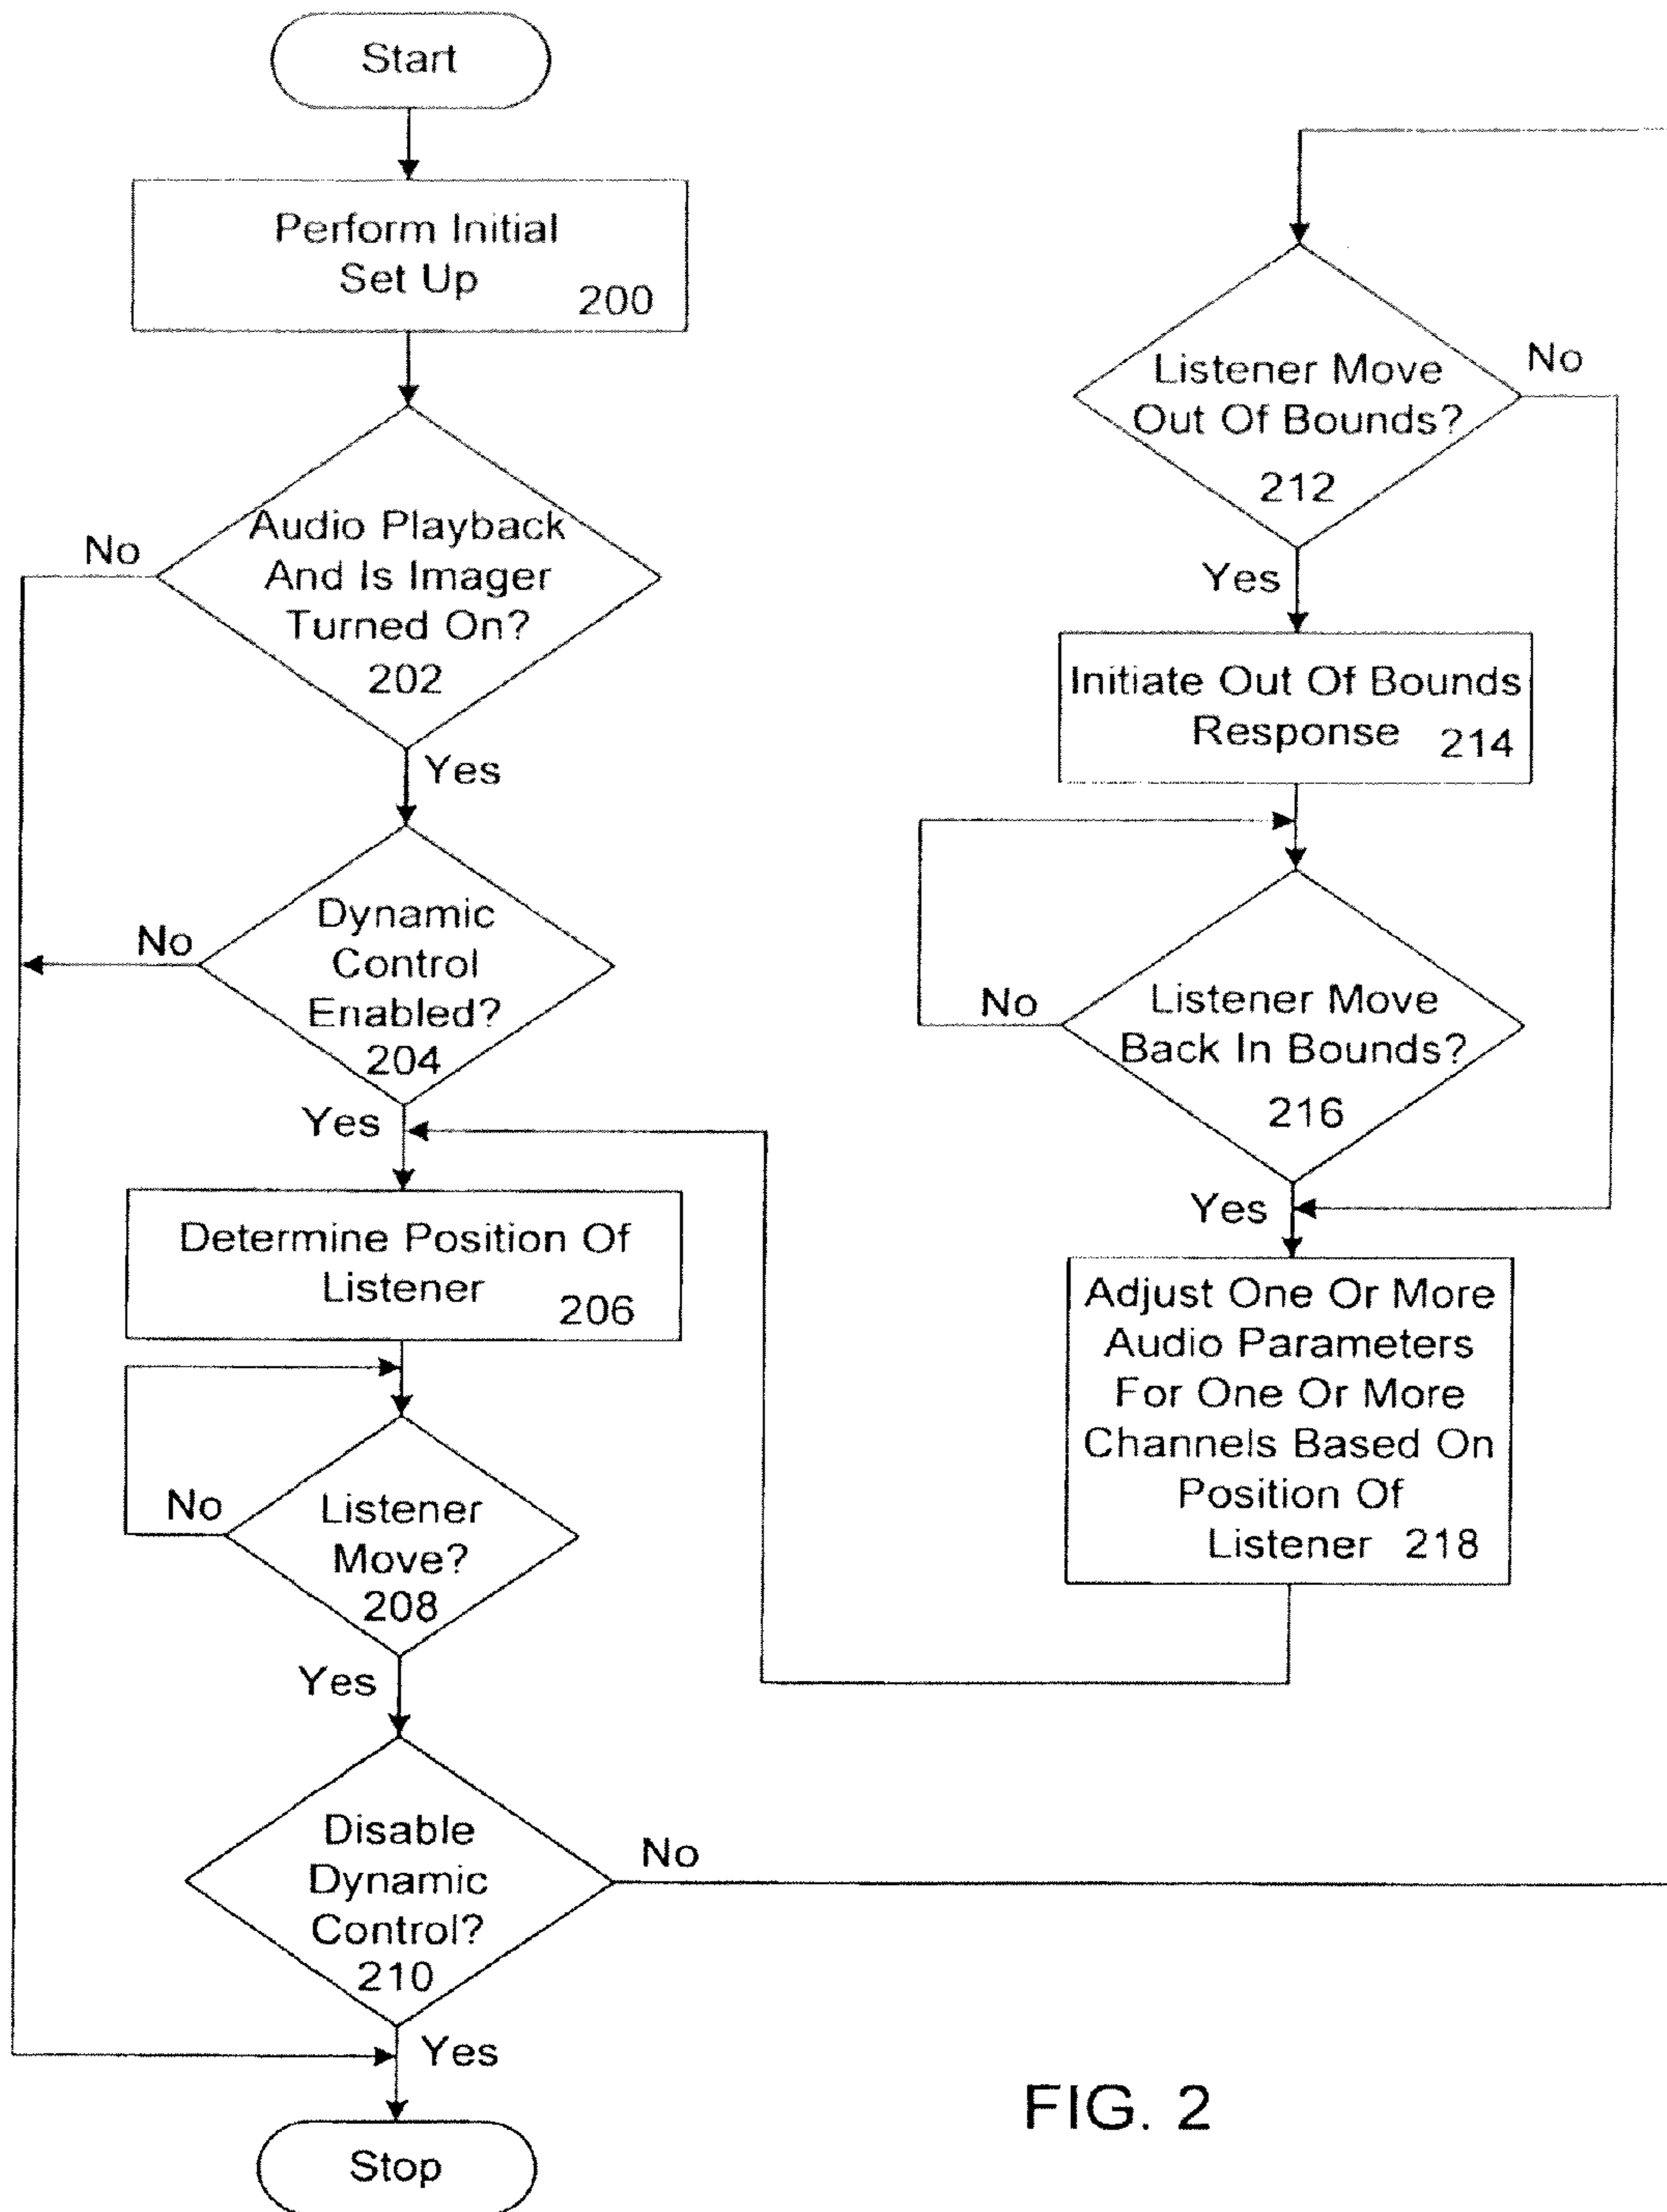 Start
Perform Initial
Set Up
200
Audio Playback
And Is Imager
Turned On?
202
No
Yes
Dynamic
Control
Enabled?
204
No
Yes
Determine Position Of
Listener
206
Listener
Move?
208
No
Yes
Disable
Dynamic
Control?
210
No
Yes
Stop
Listener Move
Out Of Bounds?
212
No
Yes
Initiate Out Of Bounds
Response 214
Listener Move
Back In Bounds?
216
No
Yes
Adjust One Or More
Audio Parameters
For One Or More
Channels Based On
Position Of
Listener 218
FIG. 2